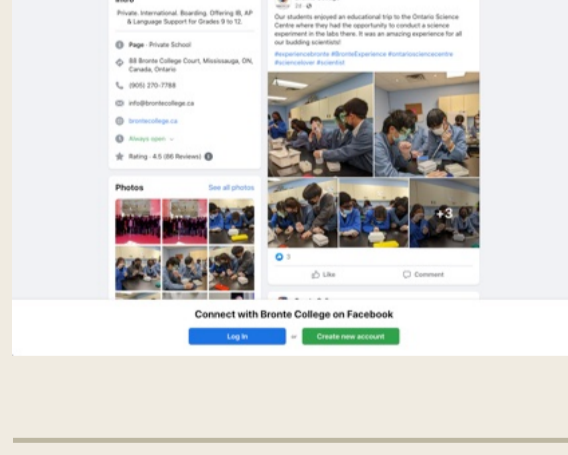 Intro
Private. International. Boarding. Offering IB, AP
& Language Support for Grades 9 to 12.
Page · Private School
88 Bronte College Court, Mississauga, ON,
Canada, Ontario
(905) 270-7788
info@brontecollege.ca
brontecollege.ca
Always open
Rating · 4.5 (86 Reviews)
Photos
See all photos
Our students enjoyed an educational trip to the Ontario Science
Centre where they had the opportunity to conduct a science
experiment in the labs there. It was an amazing experience for all
our budding scientists!
#experiencebronte #BronteExperience #ontariosciencecentre
#sciencelover #scientist
+3
3
Like
Comment
Connect with Bronte College on Facebook
Log In
or
Create new account